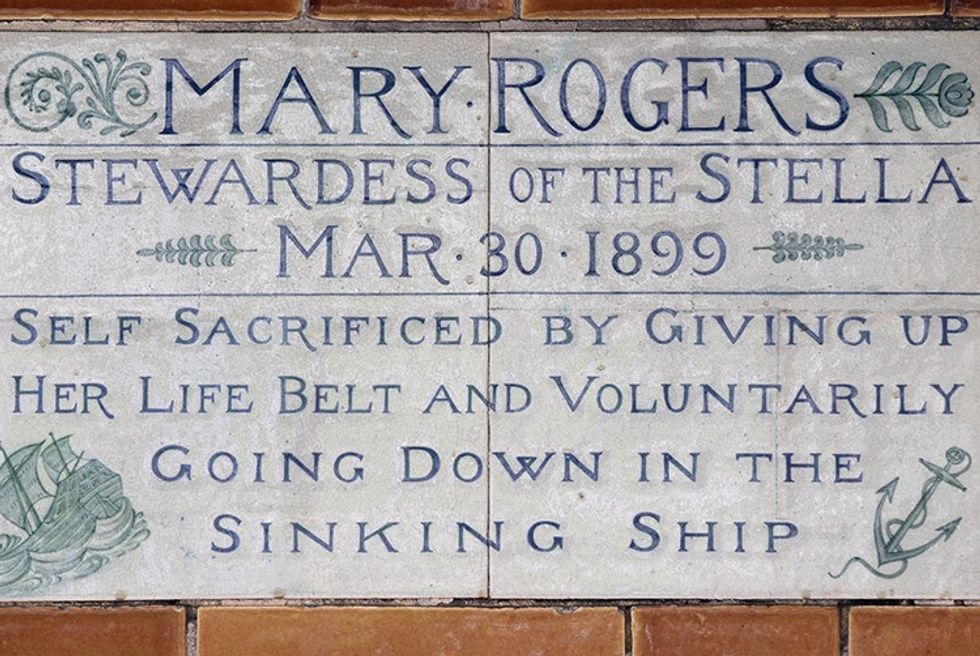 MARY·ROGERS
STEWARDESS OF THE STELLA
MAR·30·1899
SELF SACRIFICED BY GIVING UP
HER LIFE BELT AND VOLUNTARILY
GOING DOWN IN THE
SINKING SHIP